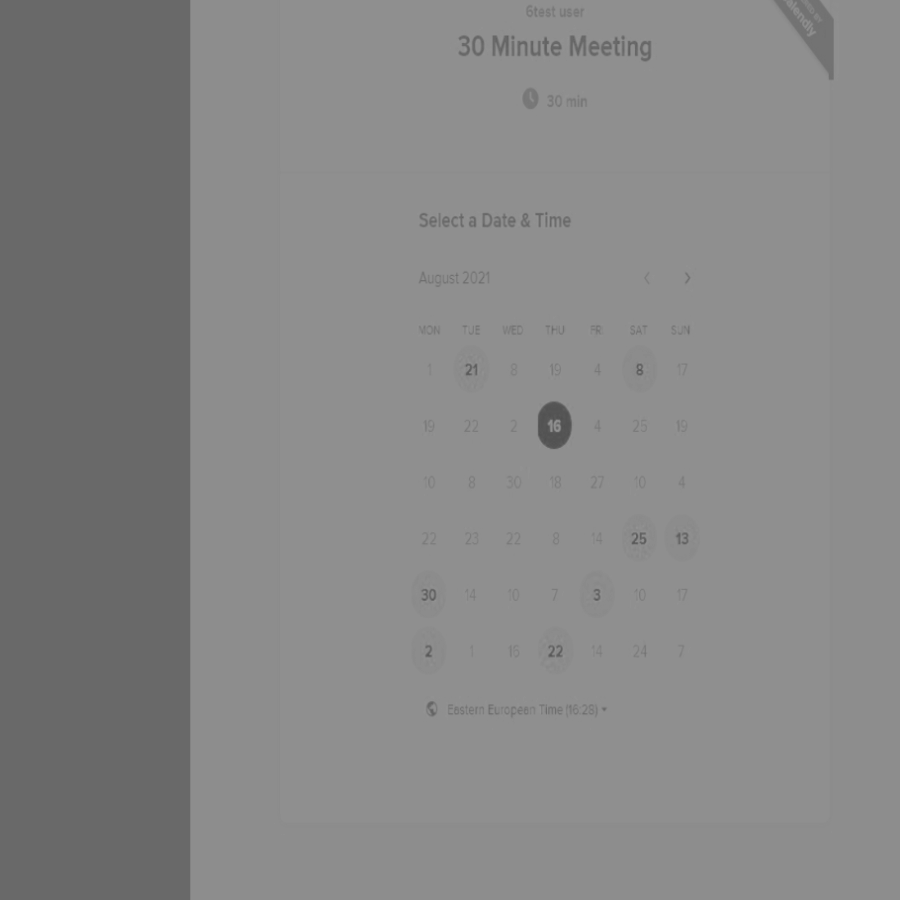 6test user
30 Minute Meeting
30 min
Select a Date & Time
August 2021
MON TUE WED THU FRI SAT SUN
1 21 8 19 4 8 17
19 22 2 16 4 25 19
10 8 30 18 27 10 4
22 23 22 8 14 25 13
30 14 10 7 3 10 17
2 1 16 22 14 24 7
Eastern European Time (16:28)